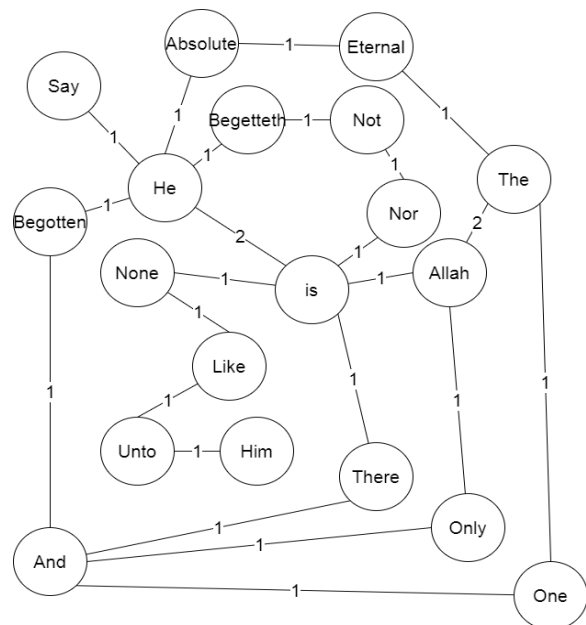 Absolute 1 Eternal
Say
1 1 1
Begetteth 1 Not
1 1
He The
1
Begotten Nor
2 1 2
None 1 is 1 Allah
1
Like 1
1 1 1 1
Unto 1 Him
There
1 Only
And 1
1 One